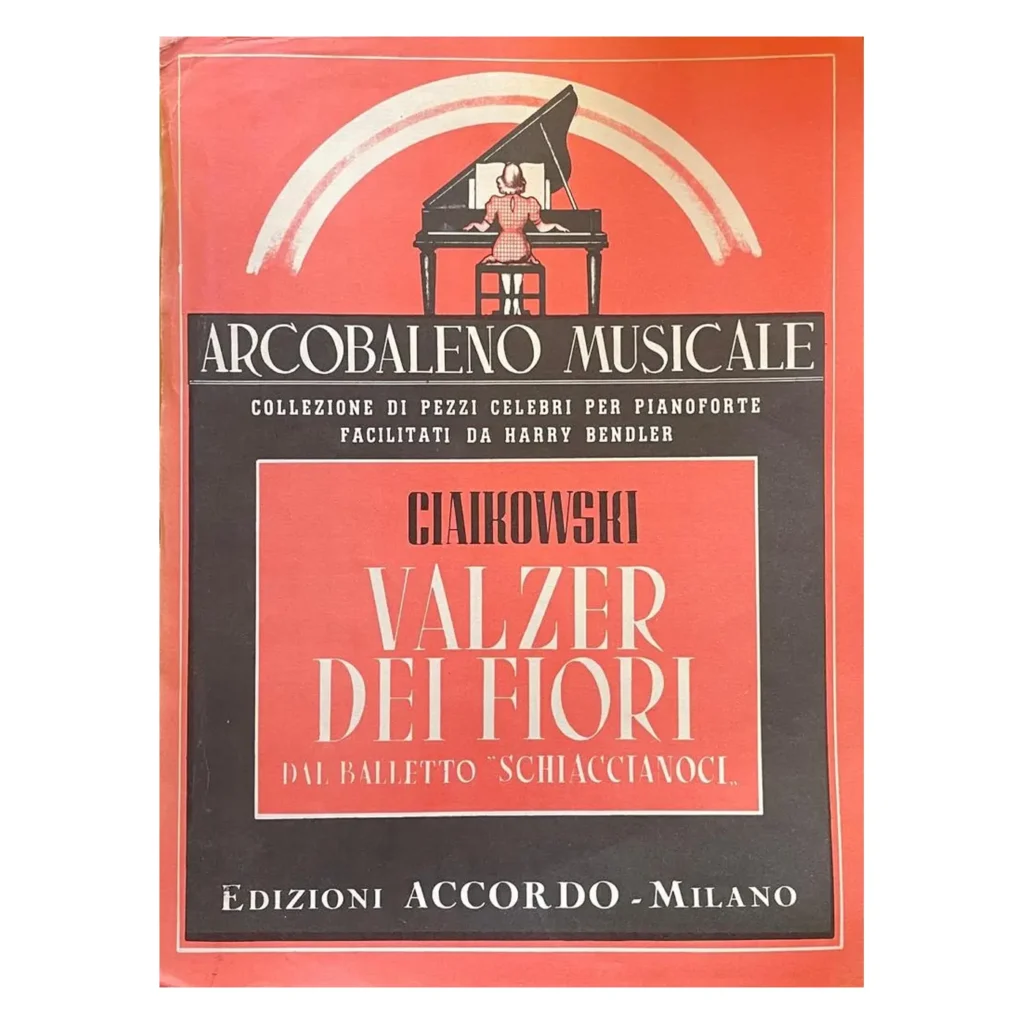 ARCOBALENO MUSICALE
COLLEZIONE DI PEZZI CELEBRI PER PIANOFORTE
FACILITATI DA HARRY BENDLER
CIAIKOWSKI
VALZER
DEI FIORI
DAL BALLETTO "SCHIACCIANOCI„
EDIZIONI ACCORDO - MILANO